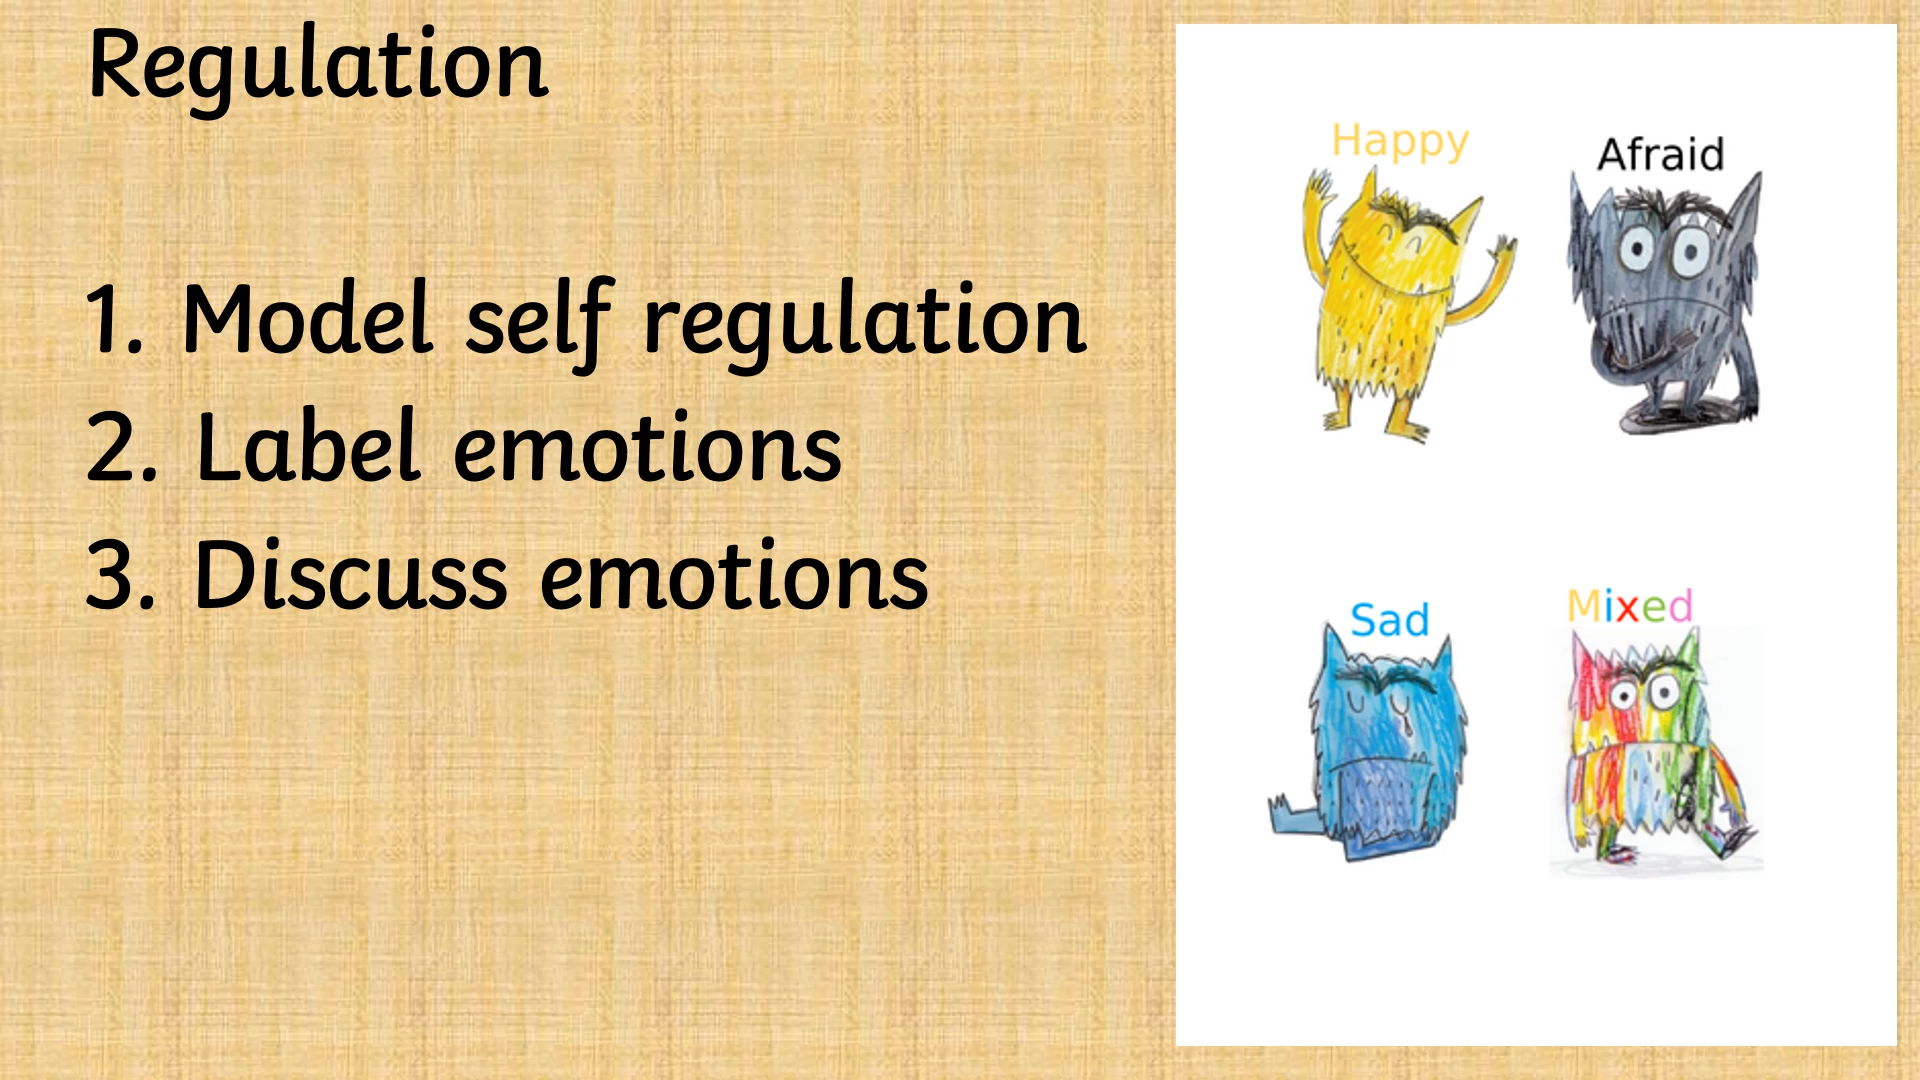 Regulation
1. Model self regulation
2. Label emotions
3. Discuss emotions
Happy
Afraid
Sad
Mixed